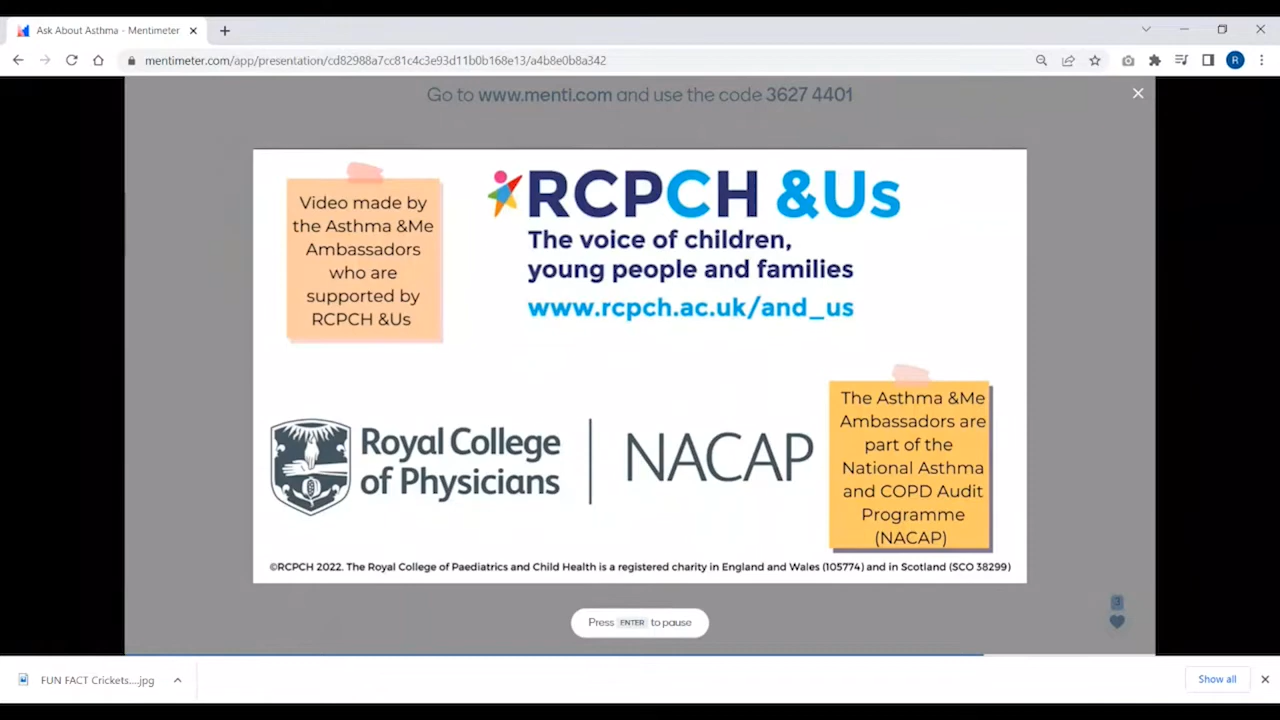 Ask About Asthma - Mentimeter
mentimeter.com/app/presentation/cd82988a7cc81c4c3e93d11b0b168e13/a4b8e0b8a342
R
Go to www.menti.com and use the code 3627 4401
Video made by
the Asthma &Me
Ambassadors
who are
supported by
RCPCH &Us
RCPCH &Us
The voice of children,
young people and families
www.rcpch.ac.uk/and_us
Royal College
of Physicians
NACAP
The Asthma &Me
Ambassadors are
part of the
National Asthma
and COPD Audit
Programme
(NACAP)
©RCPCH 2022. The Royal College of Paediatrics and Child Health is a registered charity in England and Wales (105774) and in Scotland (SCO 38299)
Press ENTER to pause
3
FUN FACT Crickets....jpg
Show all